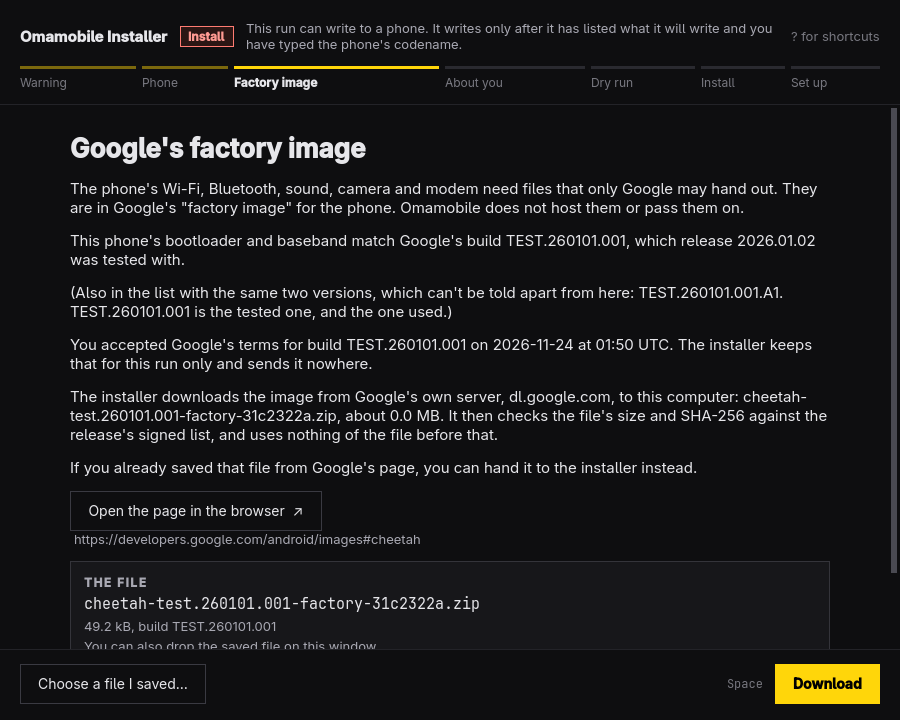 Omamobile Installer
Install
This run can write to a phone. It writes only after it has listed what it will write and you
have typed the phone's codename.
? for shortcuts
Warning
Phone
Factory image
About you
Dry run
Install
Set up
Google's factory image
The phone's Wi-Fi, Bluetooth, sound, camera and modem need files that only Google may hand out. They
are in Google's "factory image" for the phone. Omamobile does not host them or pass them on.
This phone's bootloader and baseband match Google's build TEST.260101.001, which release 2026.01.02
was tested with.
(Also in the list with the same two versions, which can't be told apart from here: TEST.260101.001.A1.
TEST.260101.001 is the tested one, and the one used.)
You accepted Google's terms for build TEST.260101.001 on 2026-11-24 at 01:50 UTC. The installer keeps
that for this run only and sends it nowhere.
The installer downloads the image from Google's own server, dl.google.com, to this computer: cheetah-
test.260101.001-factory-31c2322a.zip, about 0.0 MB. It then checks the file's size and SHA-256 against the
release's signed list, and uses nothing of the file before that.
If you already saved that file from Google's page, you can hand it to the installer instead.
Open the page in the browser ↗
https://developers.google.com/android/images#cheetah
THE FILE
cheetah-test.260101.001-factory-31c2322a.zip
49.2 kB, build TEST.260101.001
You can also drop the saved file on this window
Choose a file I saved...
Space
Download